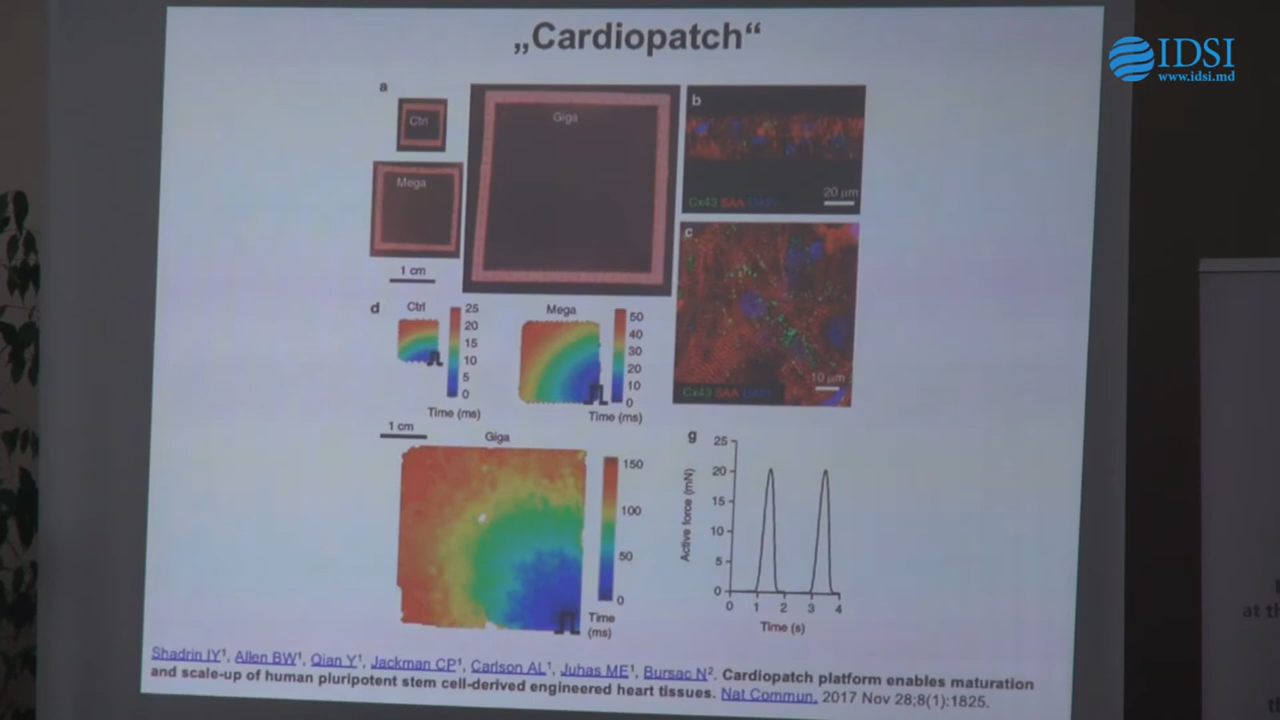 „Cardiopatch“
IDSI
www.idsi.md
a
Ctrl
Mega
Giga
1 cm
b
20 µm
Cx43 SAA DAPI
c
10 µm
Cx43 SAA DAPI
d
Ctrl
25
20
15
10
5
0
Time (ms)
Mega
50
40
30
20
10
0
Time (ms)
1 cm
Giga
150
100
50
0
Time
(ms)
g
25
20
15
10
5
0
Active force (mN)
0 1 2 3 4
Time (s)
Shadrin IY¹, Allen BW¹, Qian Y¹, Jackman CP¹, Carlson AL¹, Juhas ME¹, Bursac N². Cardiopatch platform enables maturation
and scale-up of human pluripotent stem cell-derived engineered heart tissues. Nat Commun. 2017 Nov 28;8(1):1825.
at th